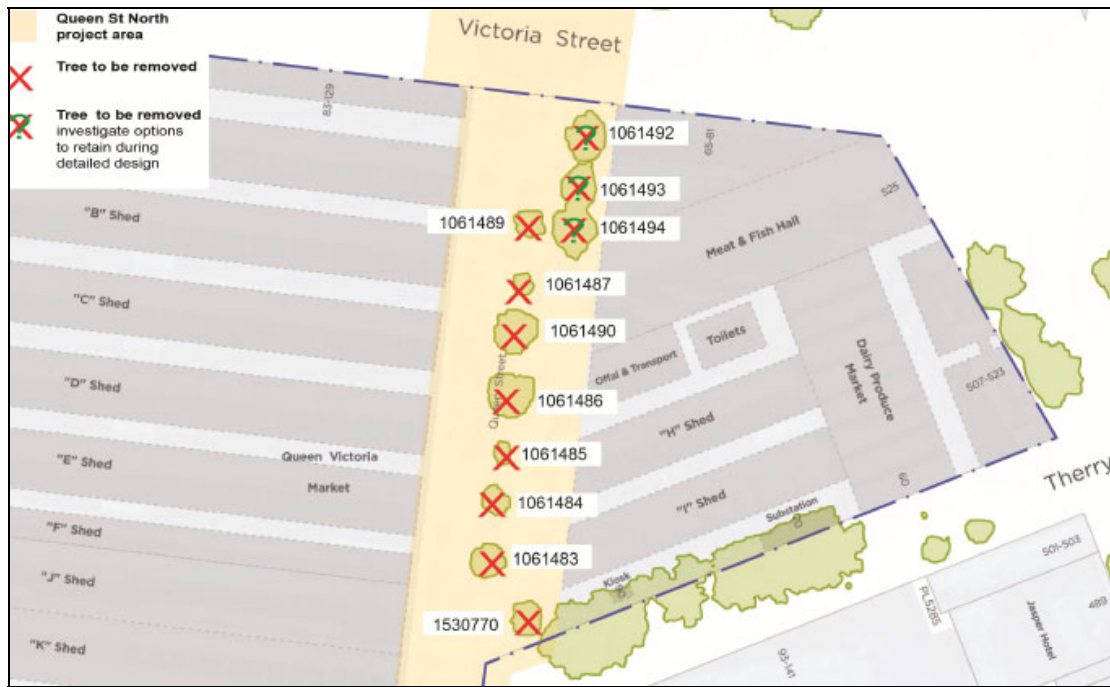 Queen St North
project area
Tree to be removed
Tree to be removed
investigate options
to retain during
detailed design
Victoria Street
83-129
65-81
1061492
1061493
1061489
1061494
525
Meat & Fish Hall
"B" Shed
1061487
"C" Shed
1061490
Toilets
Offal & Transport
Dairy Produce
Market
507-523
Queen Street
1061486
"D" Shed
"H" Shed
1061485
Queen Victoria
Market
"E" Shed
1061484
"I" Shed
60
Therry
Substation
"F" Shed
1061483
Kiosk
501-503
"J" Shed
PL5285
489
Jasper Hotel
1530770
"K" Shed
93-141